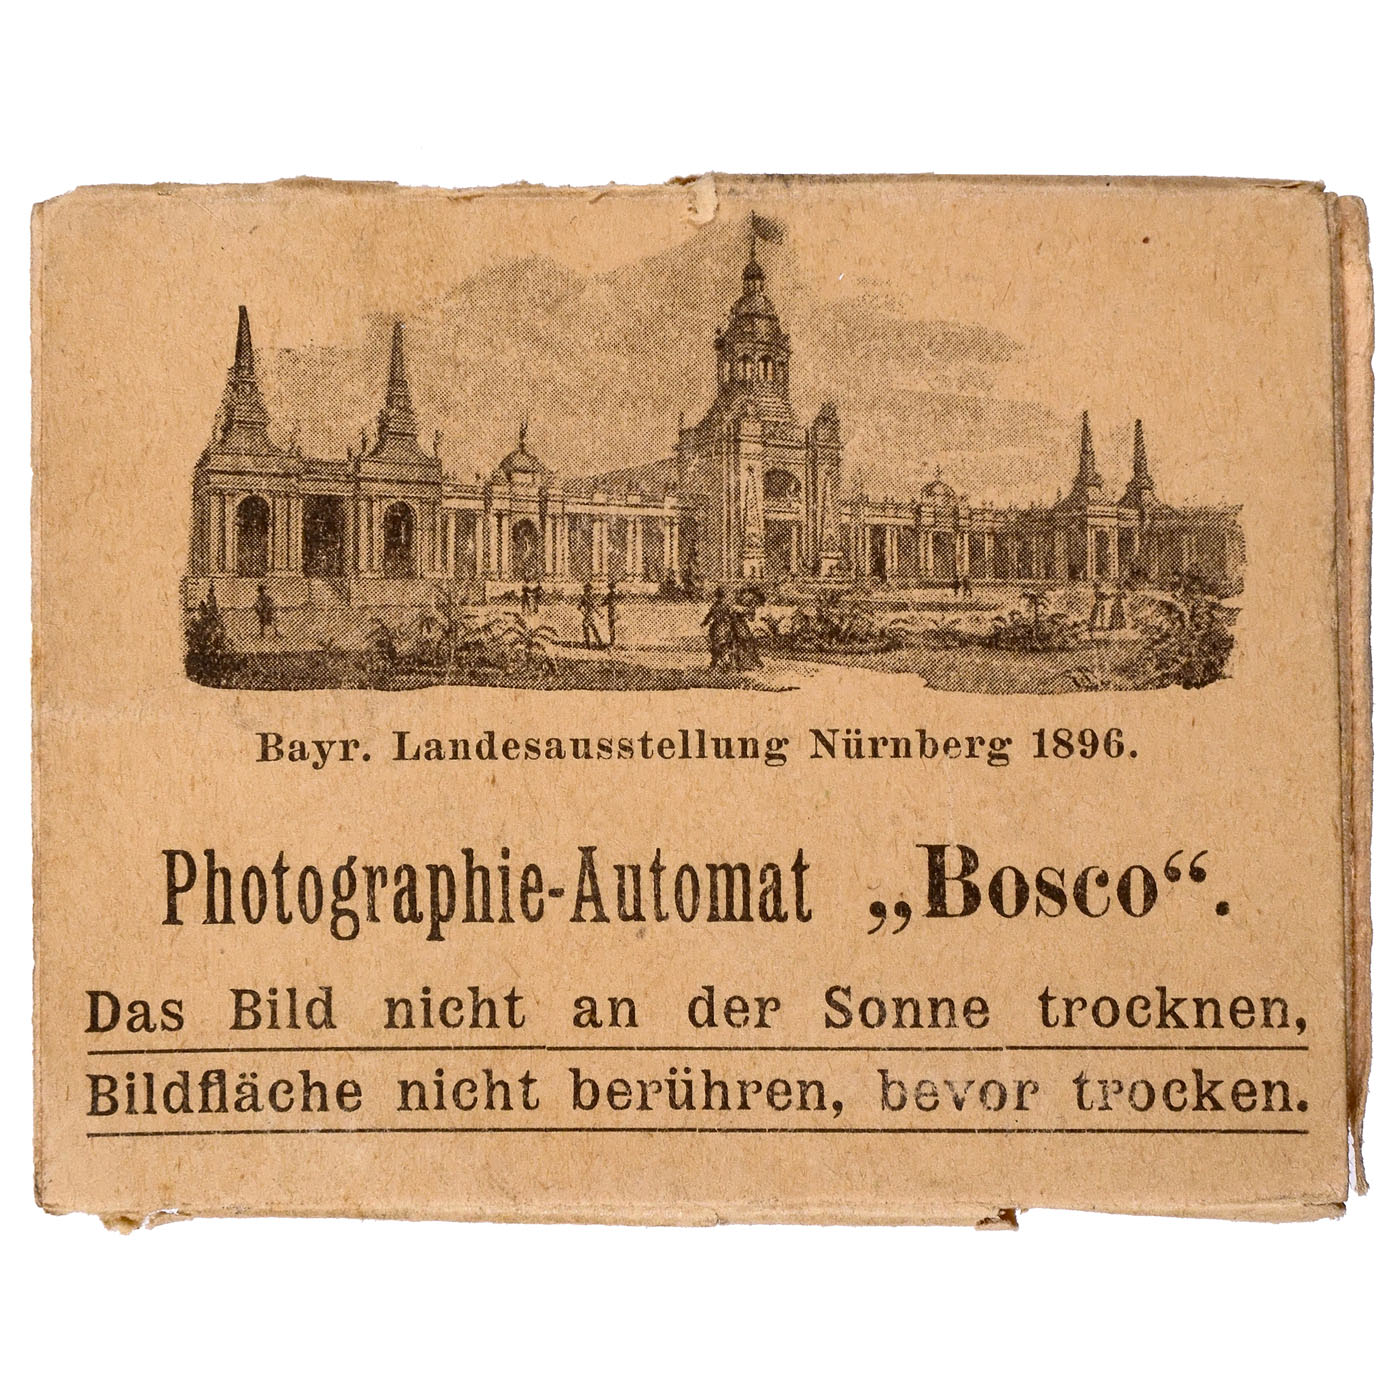 Bayr. Landesausstellung Nürnberg 1896.
Photographie-Automat „Bosco“.
Das Bild nicht an der Sonne trocknen,
Bildfläche nicht berühren, bevor trocken.